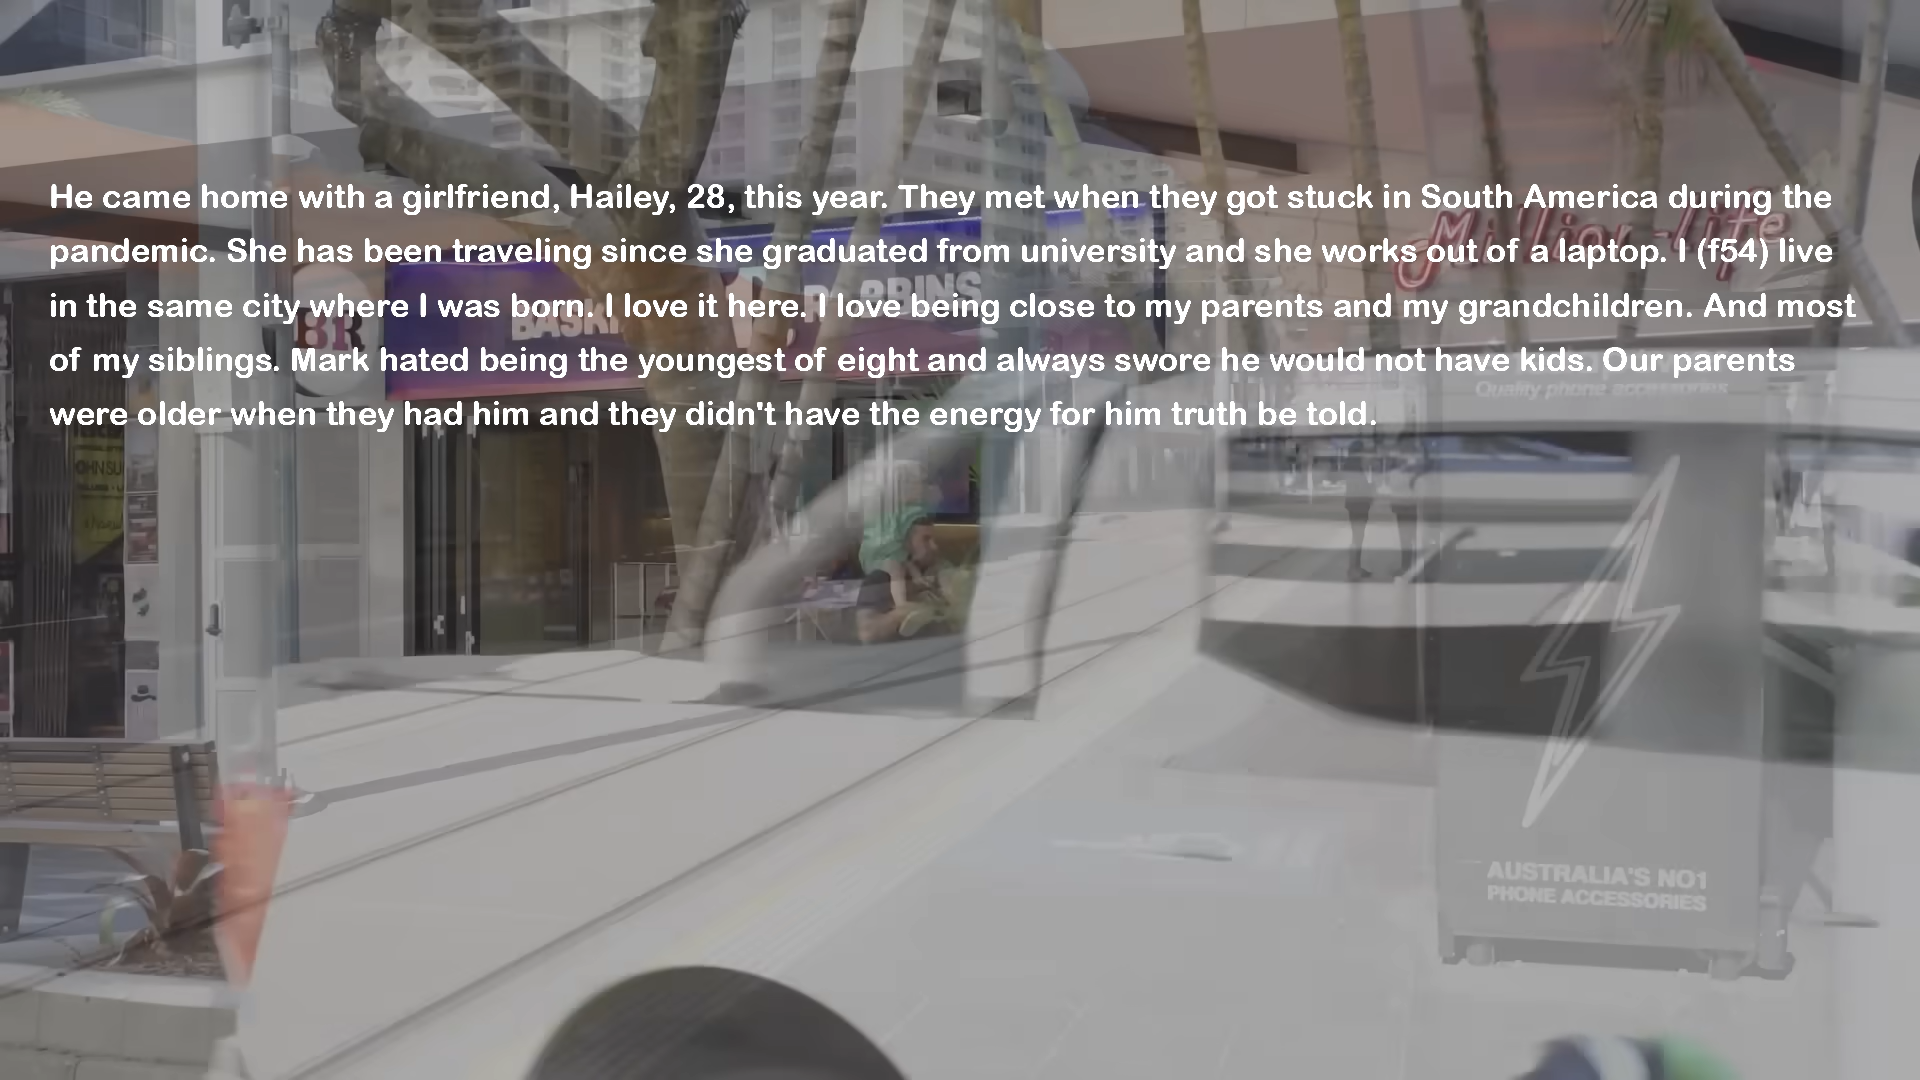 He came home with a girlfriend, Hailey, 28, this year. They met when they got stuck in South America during the
pandemic. She has been traveling since she graduated from university and she works out of a laptop. I (f54) live
in the same city where I was born. I love it here. I love being close to my parents and my grandchildren. And most
of my siblings. Mark hated being the youngest of eight and always swore he would not have kids. Our parents
were older when they had him and they didn't have the energy for him truth be told.
BR
Quality phone accessories
AUSTRALIA'S NO1
PHONE ACCESSORIES